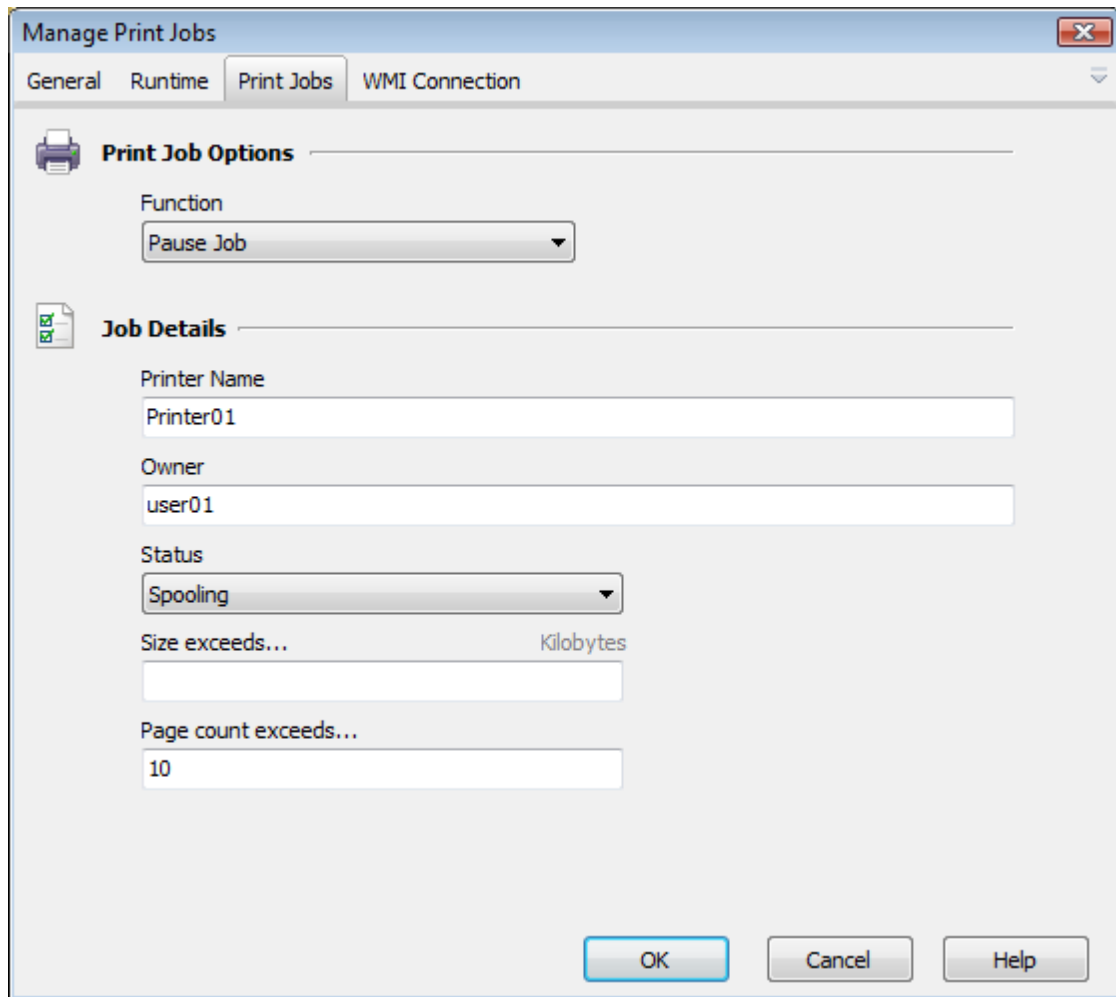 Manage Print Jobs
General Runtime Print Jobs WMI Connection
Print Job Options
Function
Pause Job
Job Details
Printer Name
Printer01
Owner
user01
Status
Spooling
Size exceeds... Kilobytes
Page count exceeds...
10
OK Cancel Help